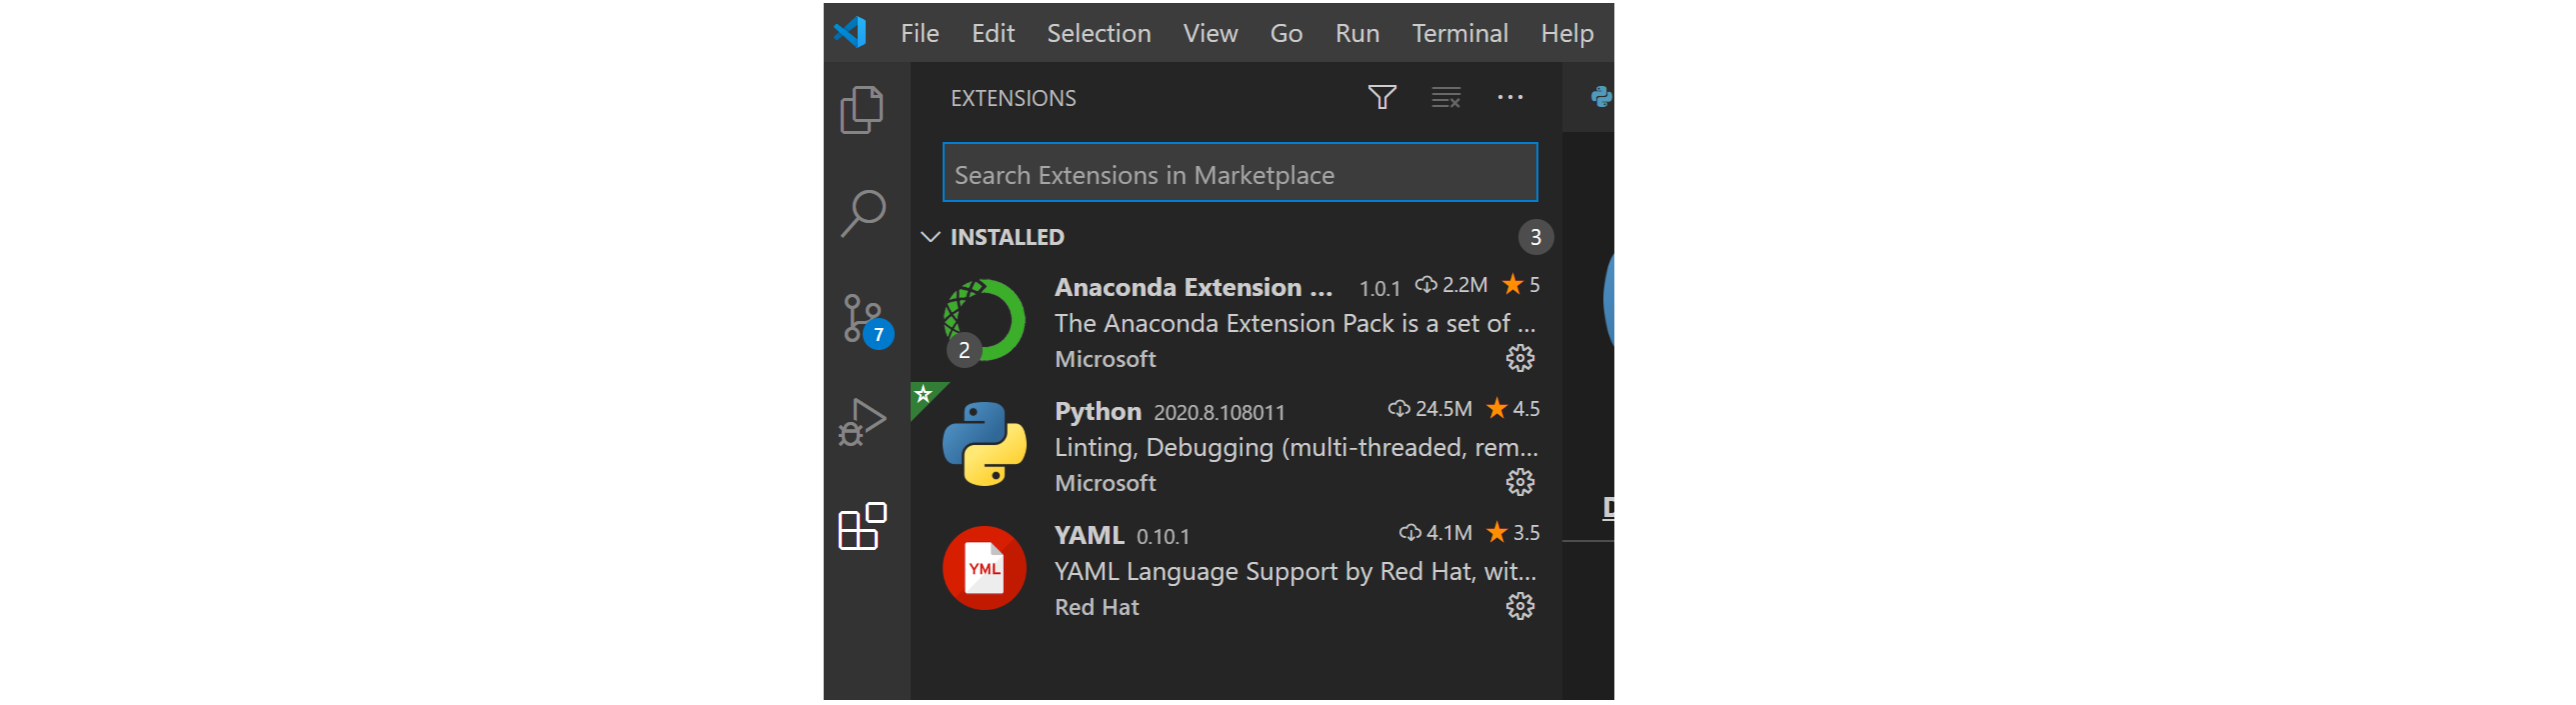 File Edit Selection View Go Run Terminal Help
EXTENSIONS
Search Extensions in Marketplace
INSTALLED 3
Anaconda Extension ... 1.0.1 2.2M 5
The Anaconda Extension Pack is a set of ...
2
Microsoft
7
Python 2020.8.108011 24.5M 4.5
Linting, Debugging (multi-threaded, rem...
Microsoft
YAML 0.10.1 4.1M 3.5
YML
YAML Language Support by Red Hat, wit...
Red Hat